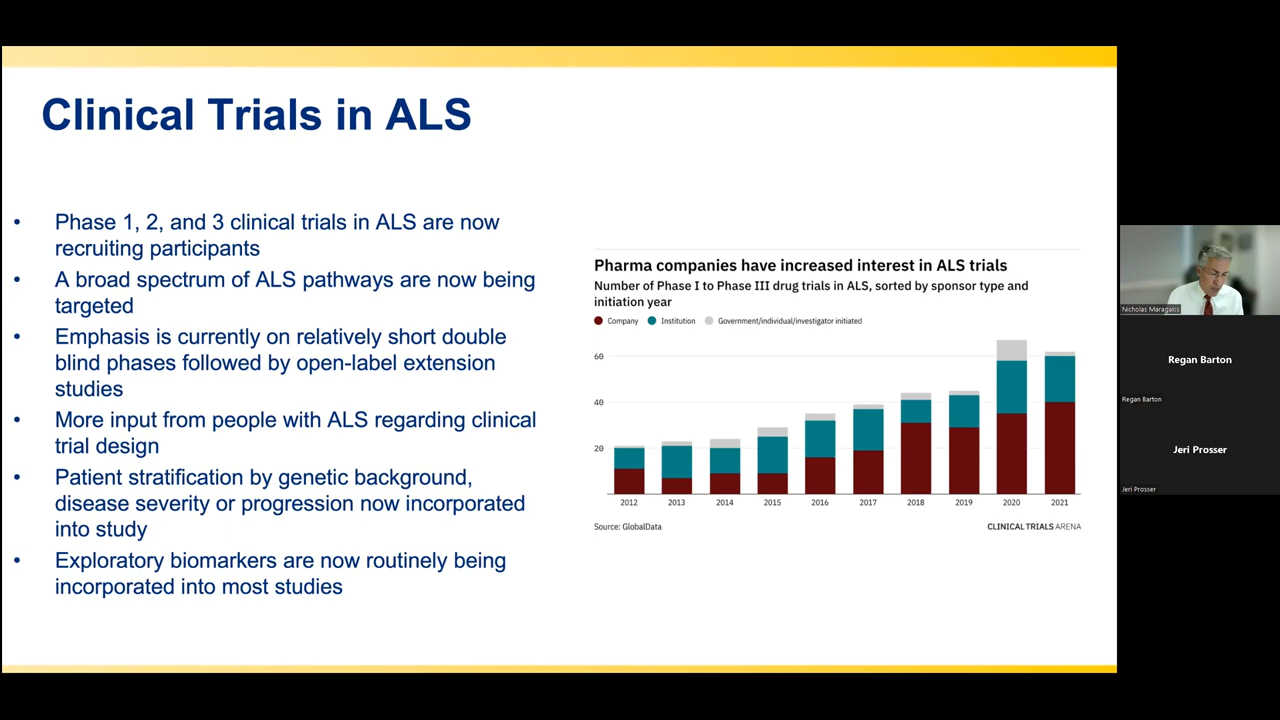 Clinical Trials in ALS
• Phase 1, 2, and 3 clinical trials in ALS are now
recruiting participants
• A broad spectrum of ALS pathways are now being
targeted
• Emphasis is currently on relatively short double
blind phases followed by open-label extension
studies
• More input from people with ALS regarding clinical
trial design
• Patient stratification by genetic background,
disease severity or progression now incorporated
into study
• Exploratory biomarkers are now routinely being
incorporated into most studies
Pharma companies have increased interest in ALS trials
Number of Phase I to Phase III drug trials in ALS, sorted by sponsor type and
initiation year
Company Institution Government/individual/investigator initiated
60
40
20
2012 2013 2014 2015 2016 2017 2018 2019 2020 2021
Source: GlobalData CLINICAL TRIALS ARENA
Nicholas Maragakis
Regan Barton
Regan Barton
Jeri Prosser
Jeri Prosser